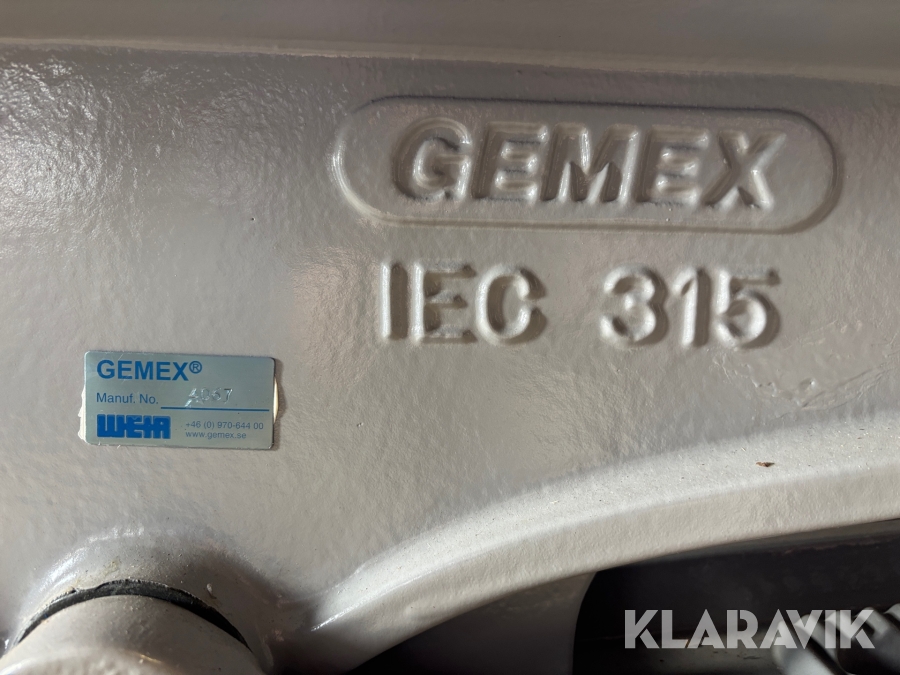 GEMEX
IEC 315
GEMEX®
Manuf. No.
WEIR
+46 (0) 970-644 00
www.gemex.se
KLARAVIK